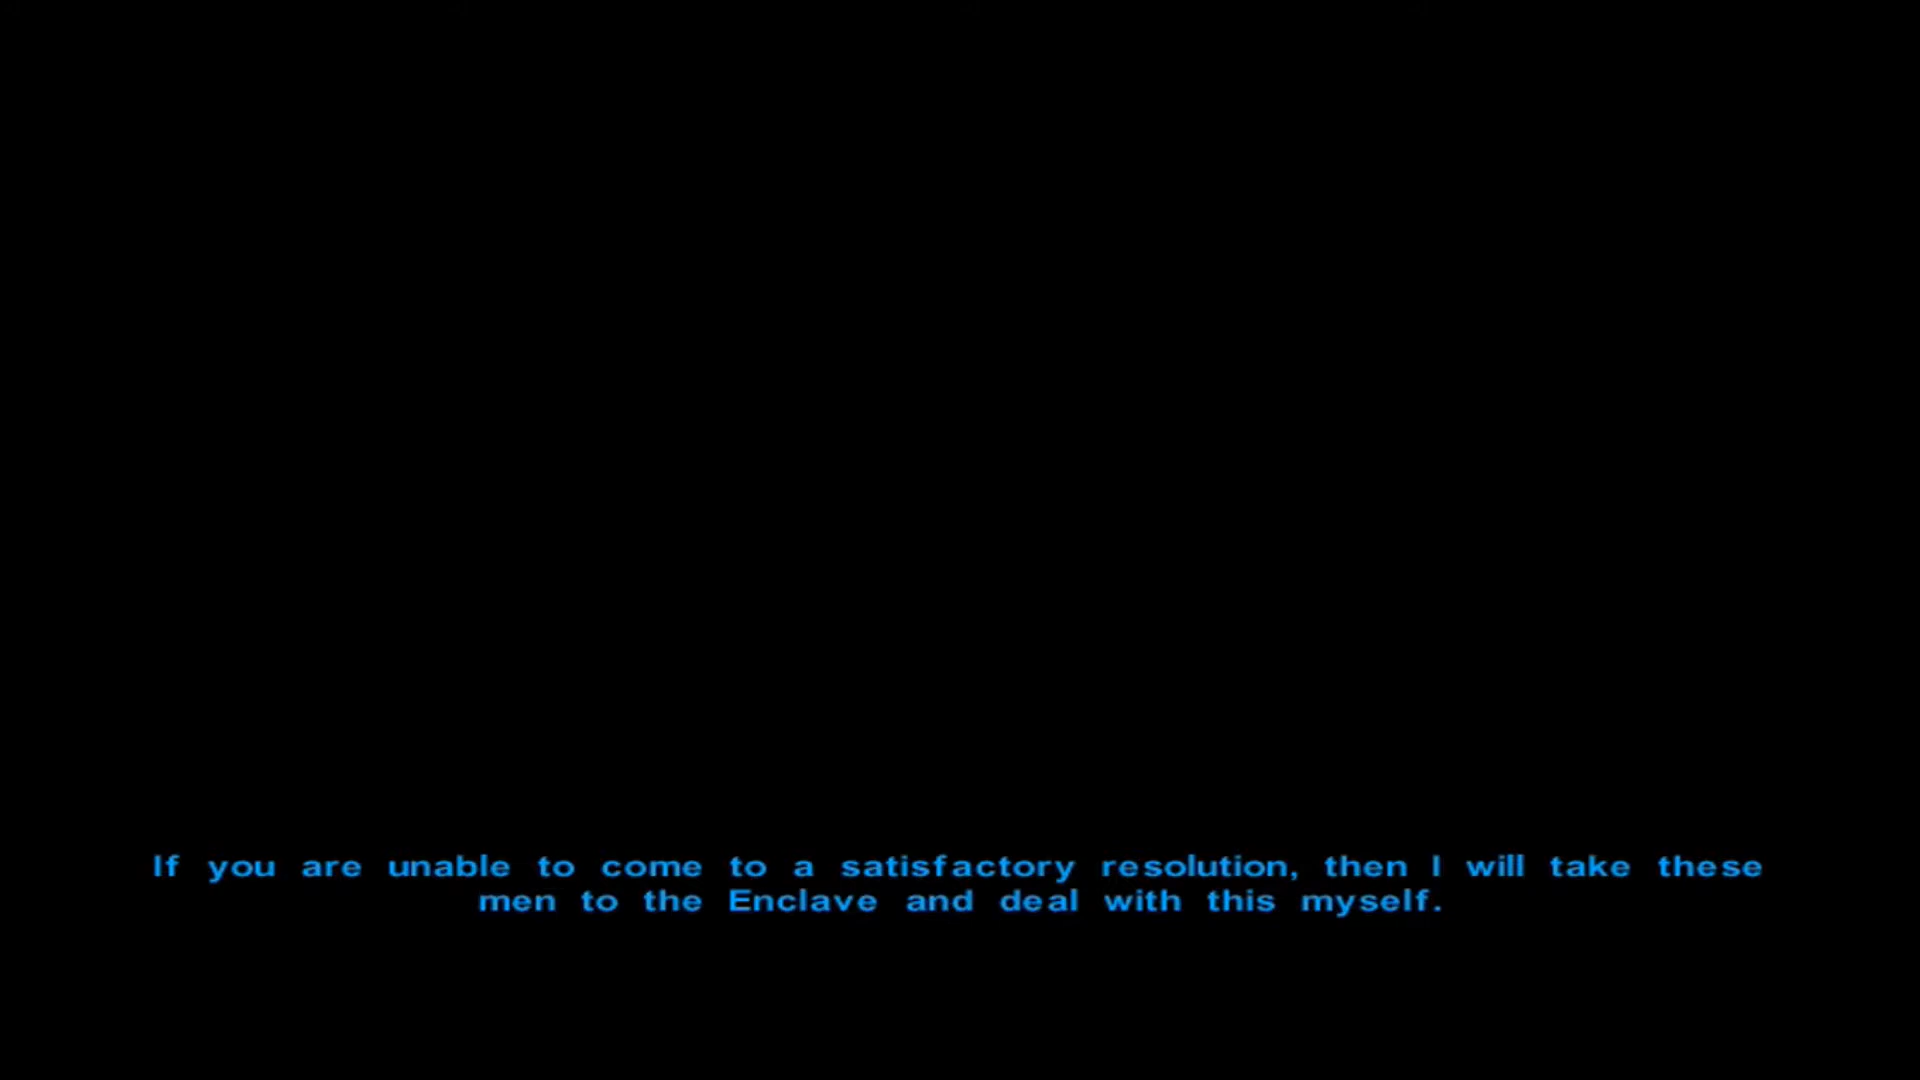 If you are unable to come to a satisfactory resolution, then I will take these
men to the Enclave and deal with this myself.